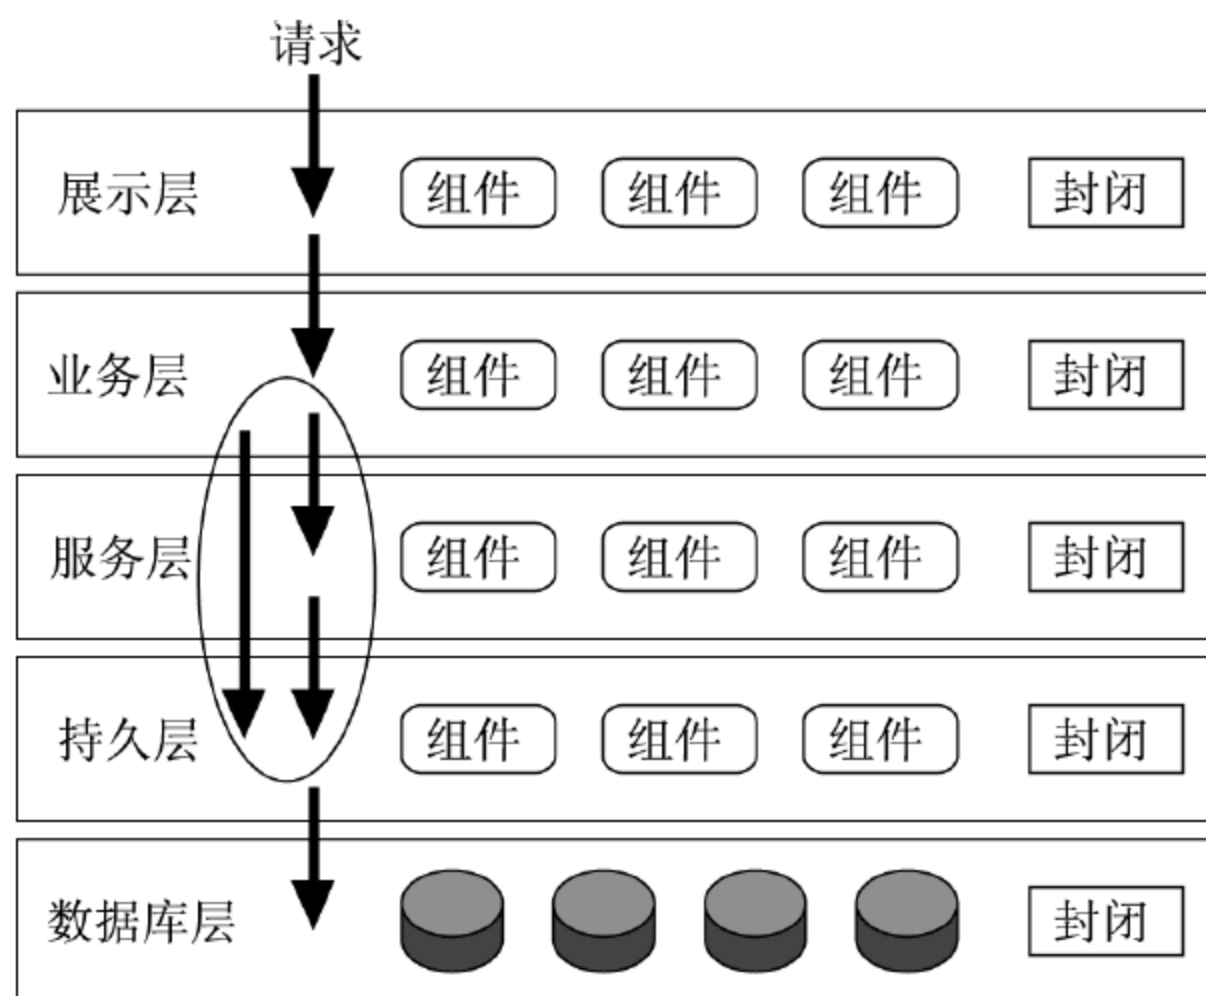 请求
展示层 组件 组件 组件 封闭
业务层 组件 组件 组件 封闭
服务层 组件 组件 组件 封闭
持久层 组件 组件 组件 封闭
数据库层 封闭